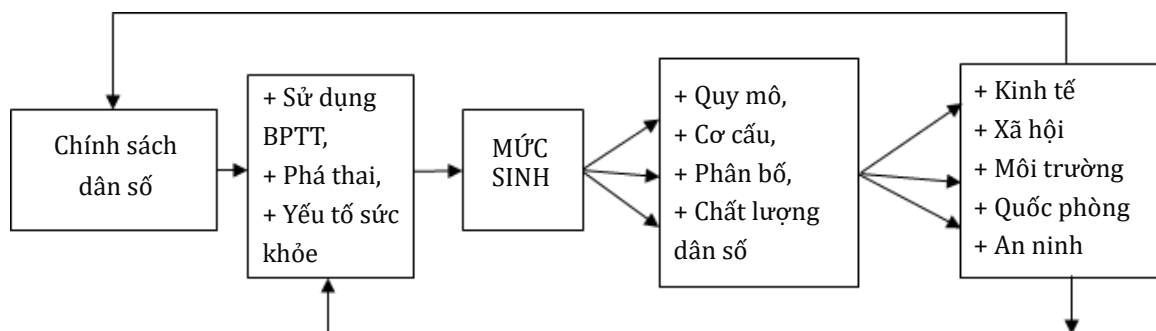 Chính sách
dân số
+ Sử dụng
BPTT,
+ Phá thai,
+ Yếu tố sức
khỏe
MỨC
SINH
+ Quy mô,
+ Cơ cấu,
+ Phân bố,
+ Chất lượng
dân số
+ Kinh tế
+ Xã hội
+ Môi trường
+ Quốc phòng
+ An ninh